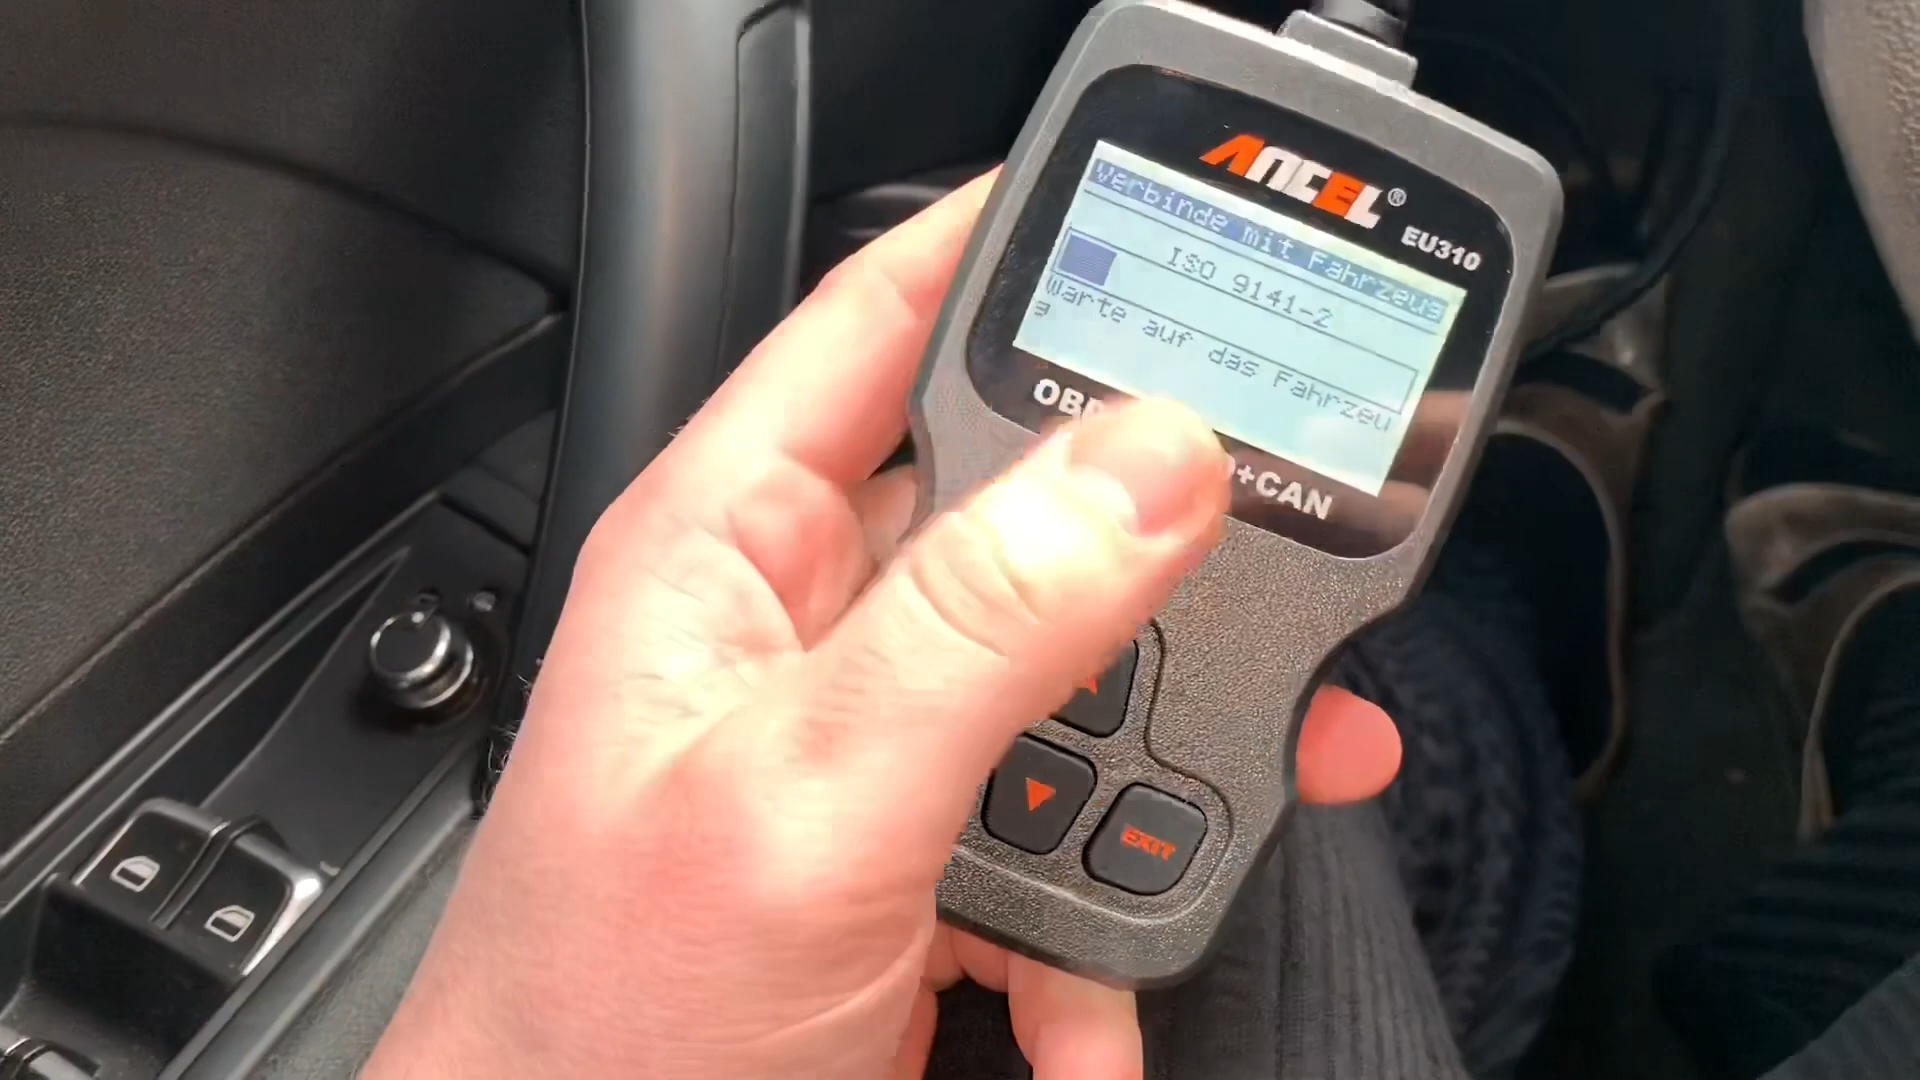 ANCEL®
EU310
Verbinde mit Fahrzeug
ISO 9141-2
Warte auf das Fahrzeu
g
+CAN
EXIT